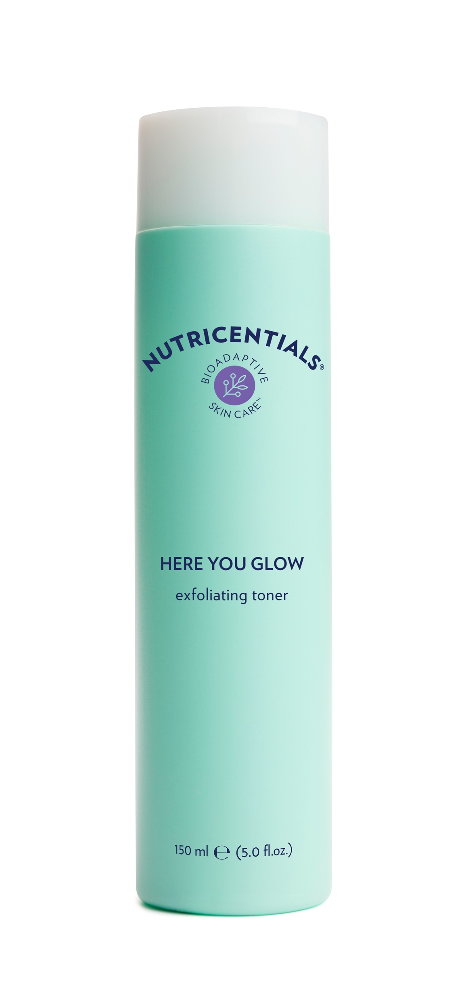 NUTRICENTIALS®
BIOADAPTIVE
SKIN CARE™
HERE YOU GLOW
exfoliating toner
150 ml ℮ (5.0 fl.oz.)